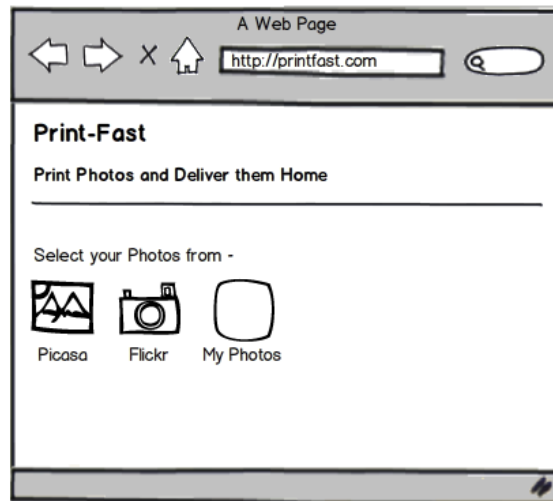 A Web Page
http://printfast.com
Print-Fast
Print Photos and Deliver them Home
Select your Photos from -
Picasa Flickr My Photos